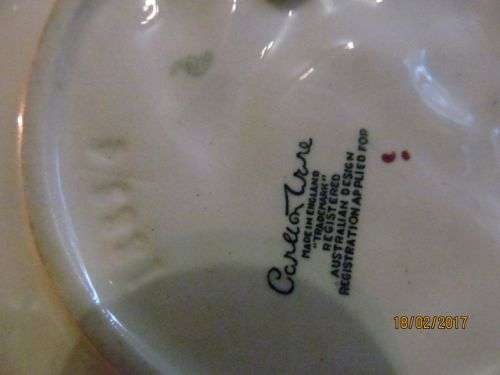 Carlton Ware
MADE IN ENGLAND
"TRADEMARK"
REGISTERED
AUSTRALIAN DESIGN
REGISTRATION APPLIED FOR
18/02/2017